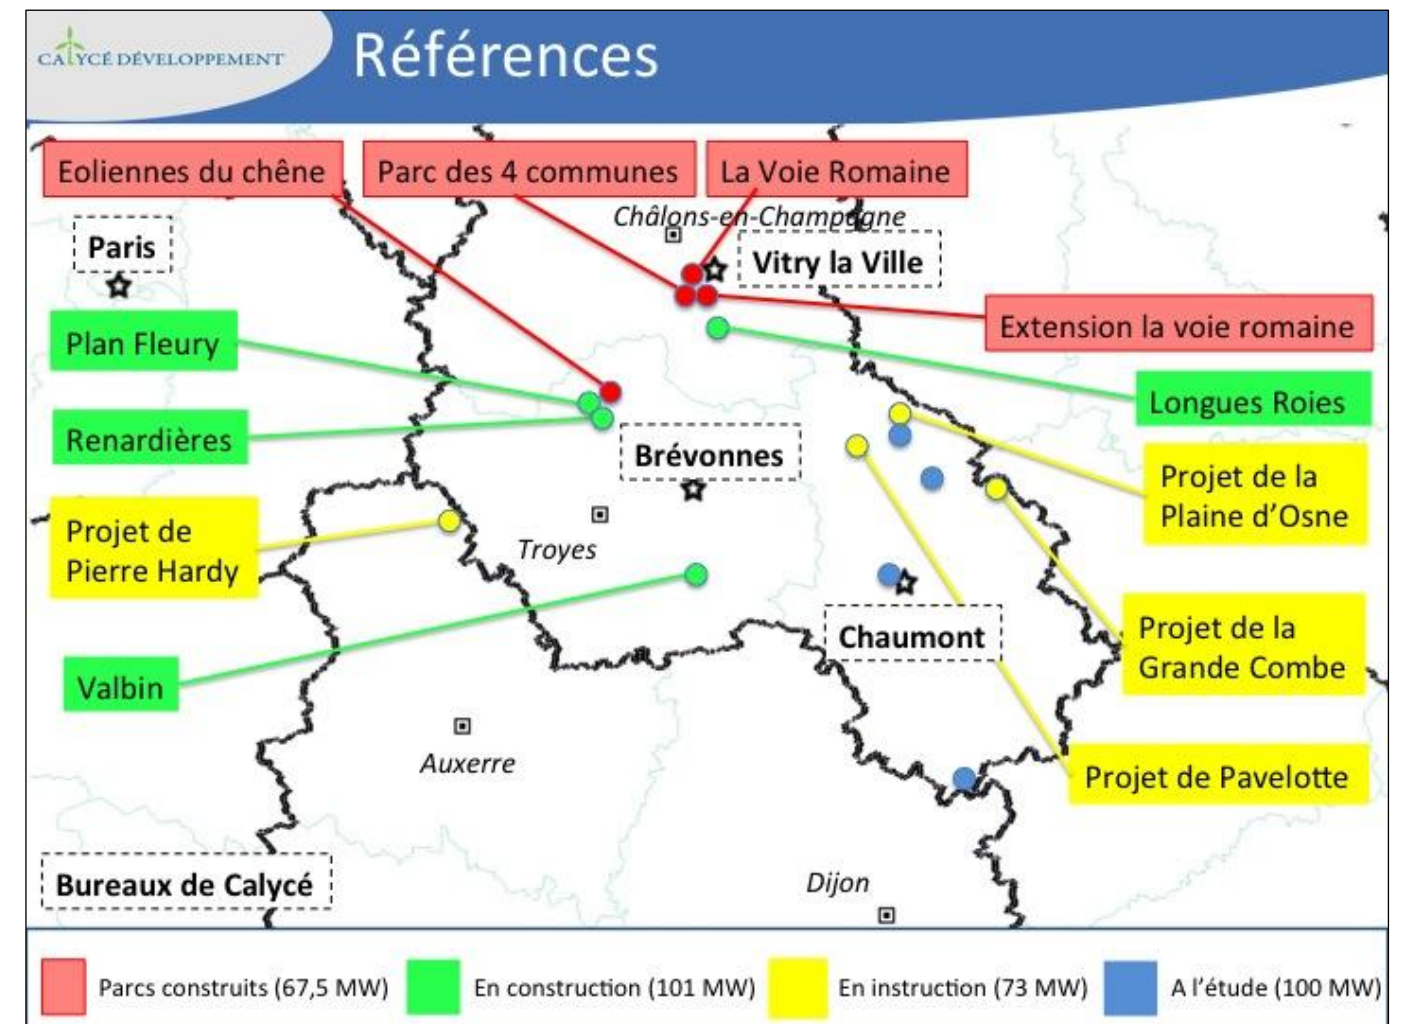 CALYCÉ DÉVELOPPEMENT
Références
Eoliennes du chêne
Parc des 4 communes
La Voie Romaine
Châlons-en-Champagne
Paris
Vitry la Ville
Extension la voie romaine
Plan Fleury
Longues Roies
Renardières
Brévonnes
Projet de la
Plaine d’Osne
Projet de
Pierre Hardy
Troyes
Chaumont
Projet de la
Grande Combe
Valbin
Auxerre
Projet de Pavelotte
Bureaux de Calycé
Dijon
Parcs construits (67,5 MW)
En construction (101 MW)
En instruction (73 MW)
A l’étude (100 MW)